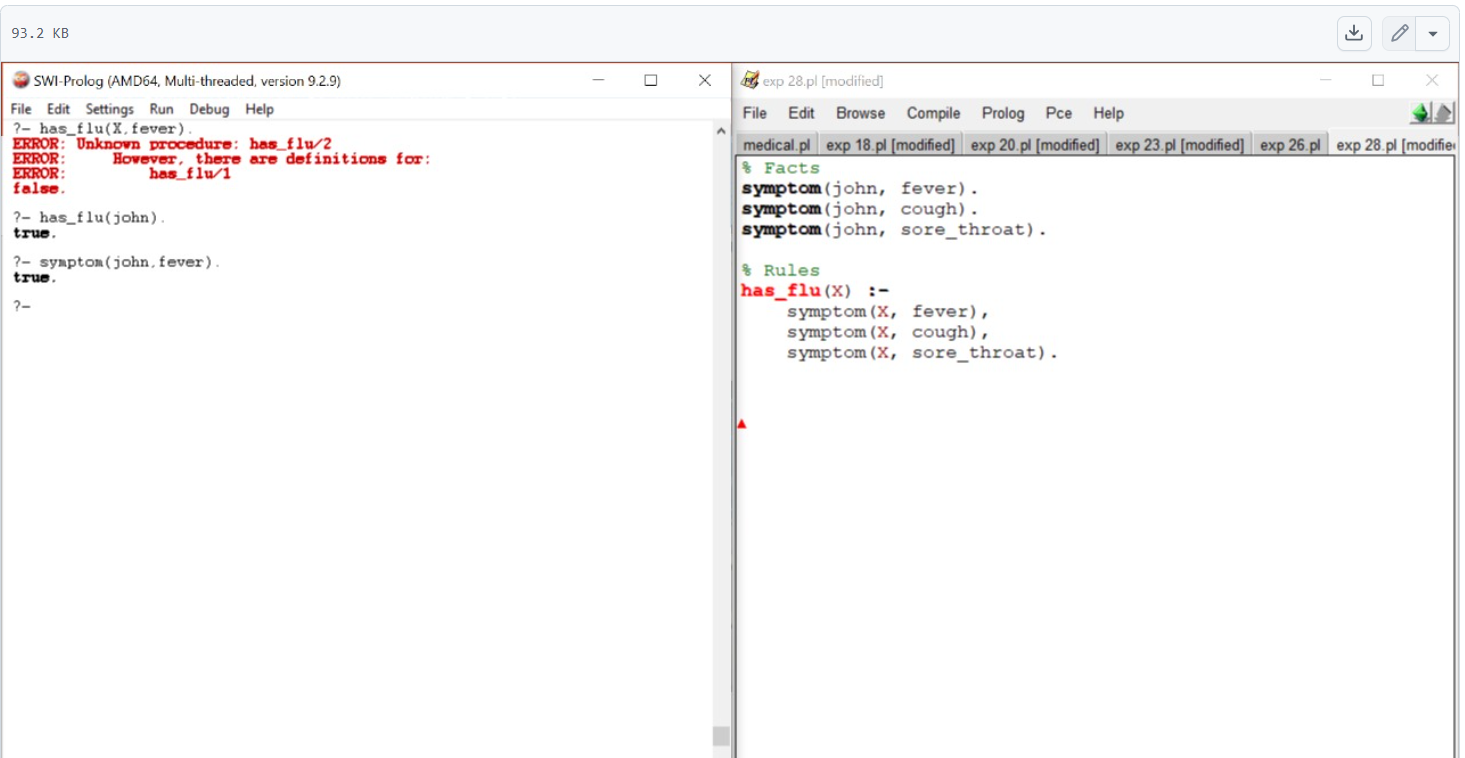 93.2 KB
SWI-Prolog (AMD64, Multi-threaded, version 9.2.9)
File Edit Settings Run Debug Help
?- has_flu(X,fever).
ERROR: Unknown procedure: has_flu/2
ERROR:     However, there are definitions for:
ERROR:         has_flu/1
false.
?- has_flu(john).
true.
?- symptom(john,fever).
true.
?-
exp 28.pl [modified]
File Edit Browse Compile Prolog Pce Help
medical.pl exp 18.pl [modified] exp 20.pl [modified] exp 23.pl [modified] exp 26.pl exp 28.pl [modifie
% Facts
symptom(john, fever).
symptom(john, cough).
symptom(john, sore_throat).
% Rules
has_flu(X) :-
    symptom(X, fever),
    symptom(X, cough),
    symptom(X, sore_throat).